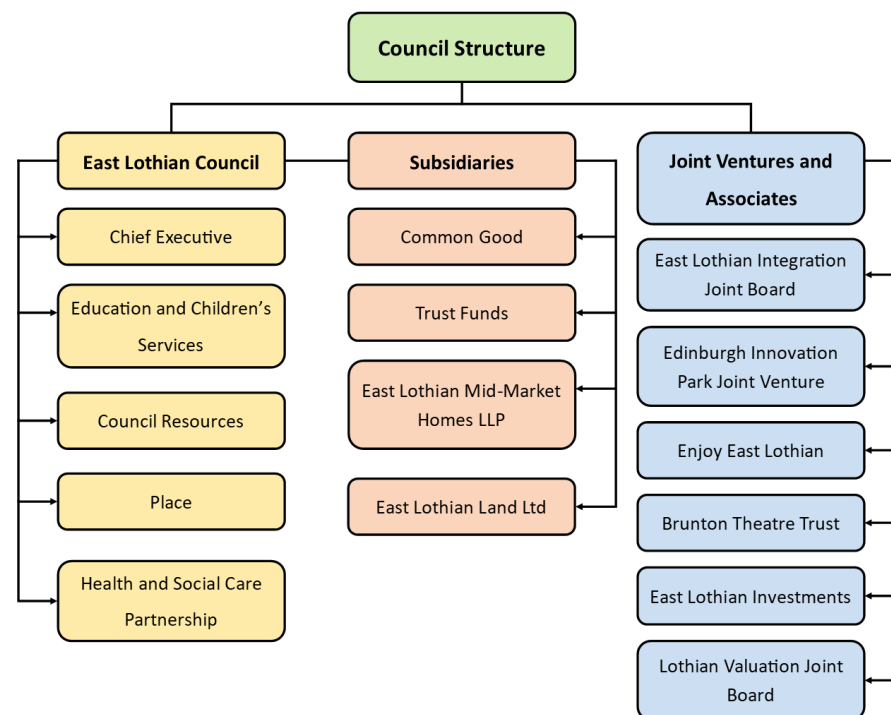 Council Structure
East Lothian Council
Chief Executive
Education and Children’s
Services
Council Resources
Place
Health and Social Care
Partnership
Subsidiaries
Common Good
Trust Funds
East Lothian Mid-Market
Homes LLP
East Lothian Land Ltd
Joint Ventures and
Associates
East Lothian Integration
Joint Board
Edinburgh Innovation
Park Joint Venture
Enjoy East Lothian
Brunton Theatre Trust
East Lothian Investments
Lothian Valuation Joint
Board